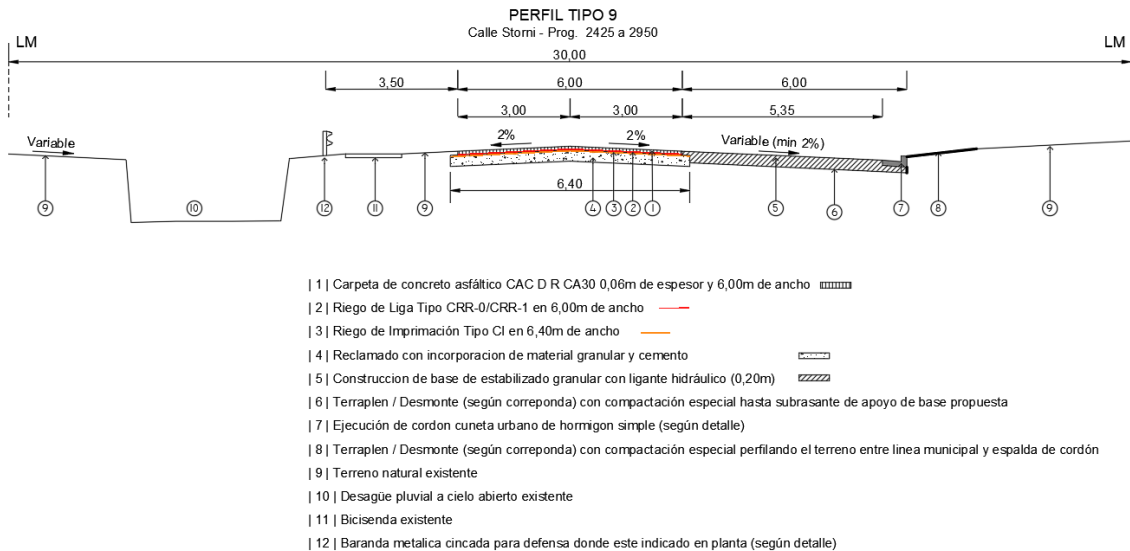 PERFIL TIPO 9
Calle Storni - Prog. 2425 a 2950
LM LM
30,00
3,50 6,00 6,00
3,00 3,00 5,35
Variable 2% 2% Variable (min 2%)
6,40
9 10 12 11 9 4 3 2 1 5 6 7 8 9
| 1 | Carpeta de concreto asfáltico CAC D R CA30 0,06m de espesor y 6,00m de ancho
| 2 | Riego de Liga Tipo CRR-0/CRR-1 en 6,00m de ancho
| 3 | Riego de Imprimación Tipo CI en 6,40m de ancho
| 4 | Reclamado con incorporacion de material granular y cemento
| 5 | Construccion de base de estabilizado granular con ligante hidráulico (0,20m)
| 6 | Terraplen / Desmonte (según correponda) con compactación especial hasta subrasante de apoyo de base propuesta
| 7 | Ejecución de cordon cuneta urbano de hormigon simple (según detalle)
| 8 | Terraplen / Desmonte (según correponda) con compactación especial perfilando el terreno entre linea municipal y espalda de cordón
| 9 | Terreno natural existente
| 10 | Desagüe pluvial a cielo abierto existente
| 11 | Bicisenda existente
| 12 | Baranda metalica cincada para defensa donde este indicado en planta (según detalle)